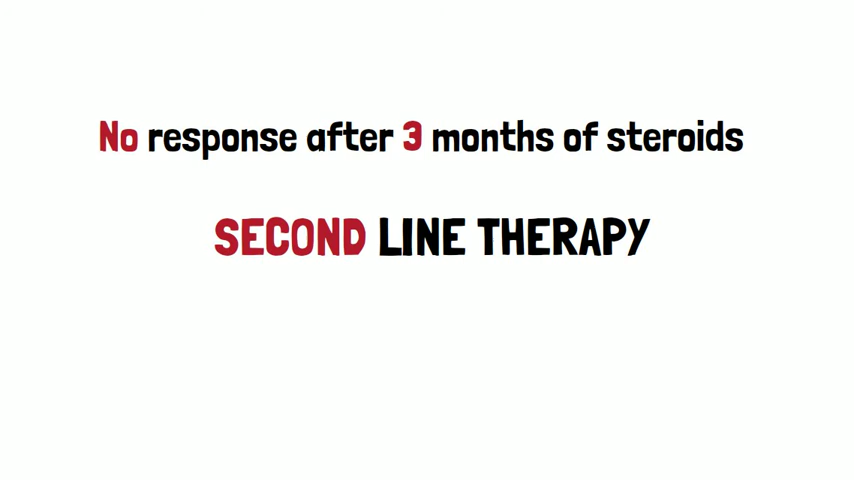 No response after 3 months of steroids
SECOND LINE THERAPY